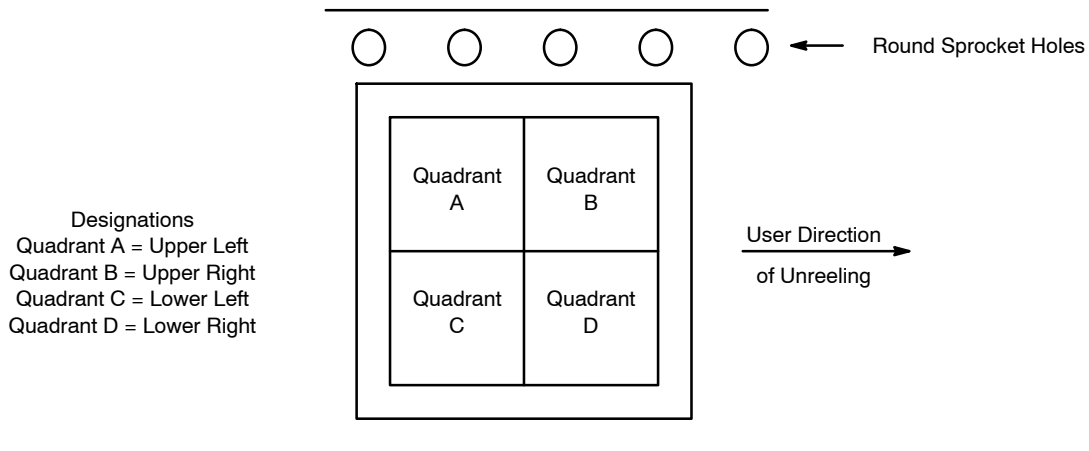 Round Sprocket Holes
Quadrant
A
Quadrant
B
Designations
Quadrant A = Upper Left
Quadrant B = Upper Right
Quadrant C = Lower Left
Quadrant D = Lower Right
User Direction
of Unreeling
Quadrant
C
Quadrant
D